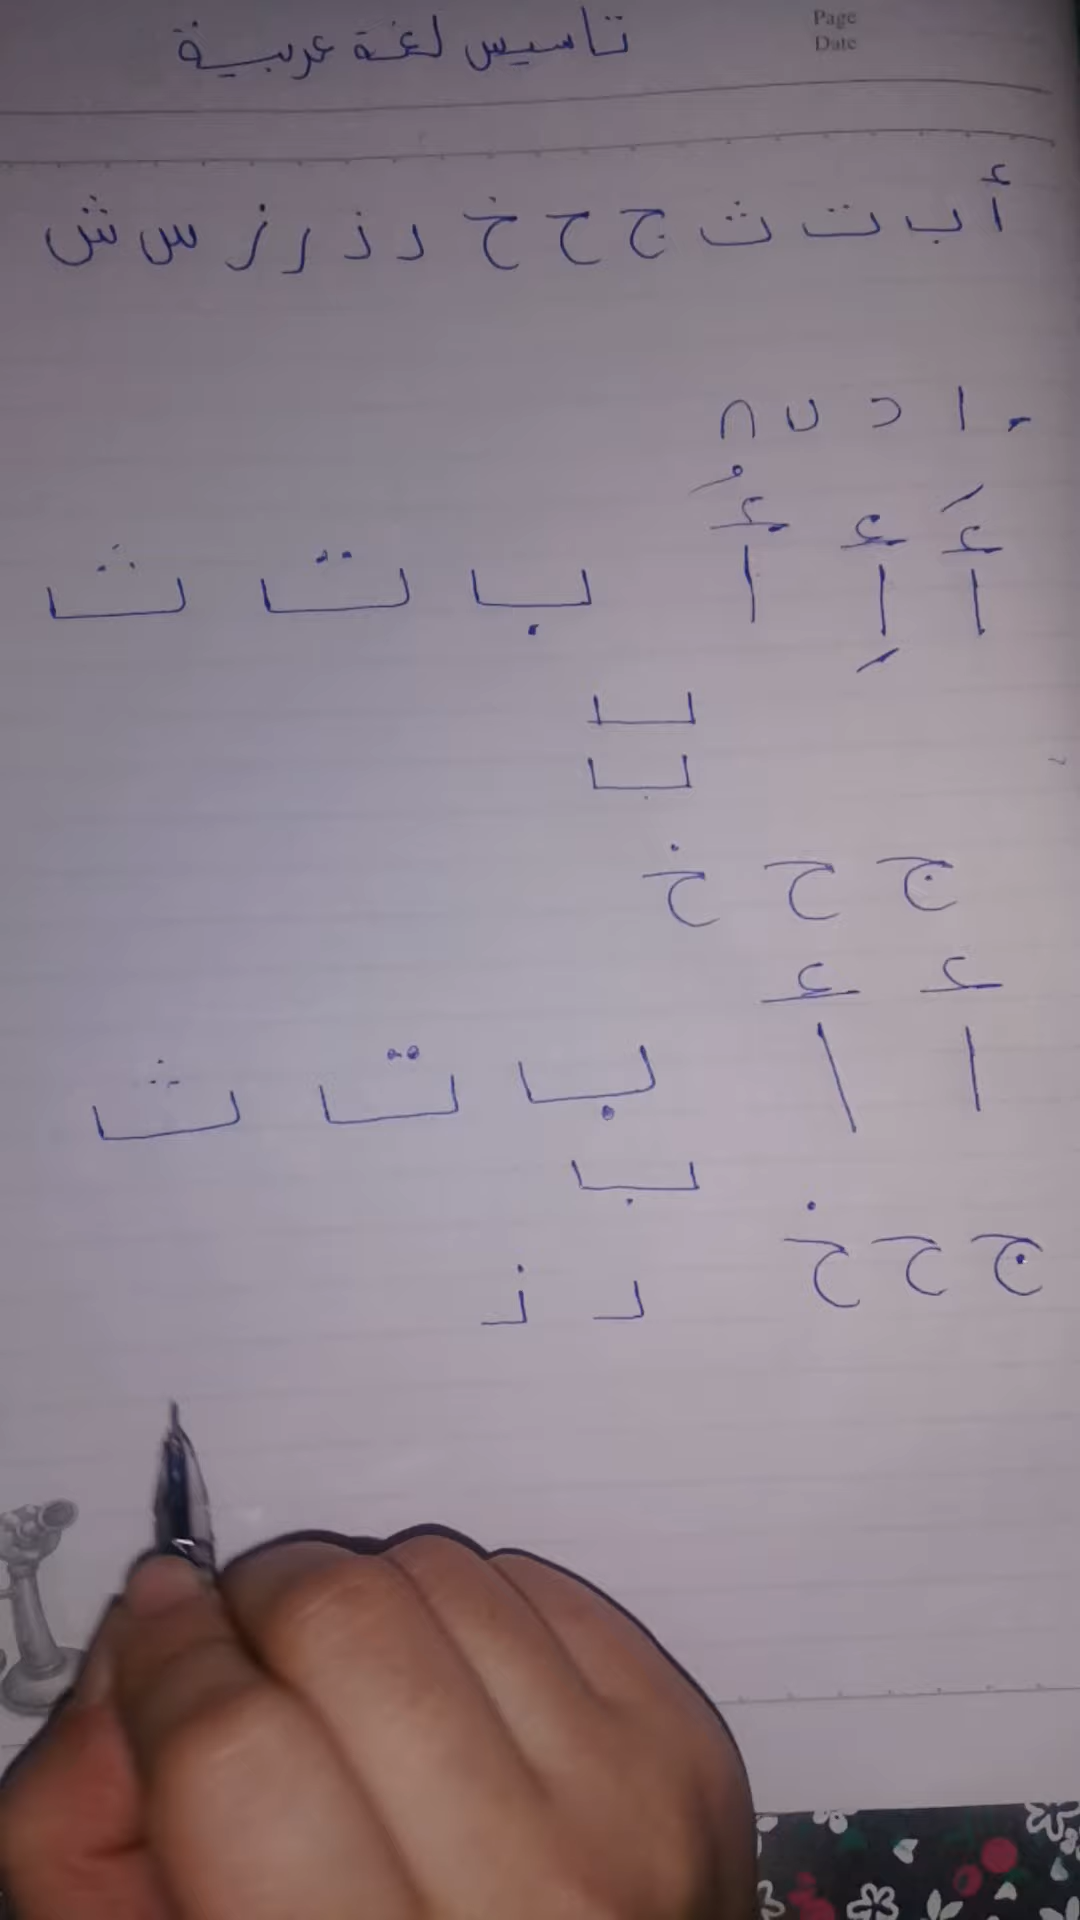 Page
Date
تاسيس لغة عربية
أ ب ت ث ج ح خ د ذ ر ز س ش
أَ إِ أُ ب ت ث
ج ح خ
ا ا ب ت ث
ب
ج ح خ د ذ